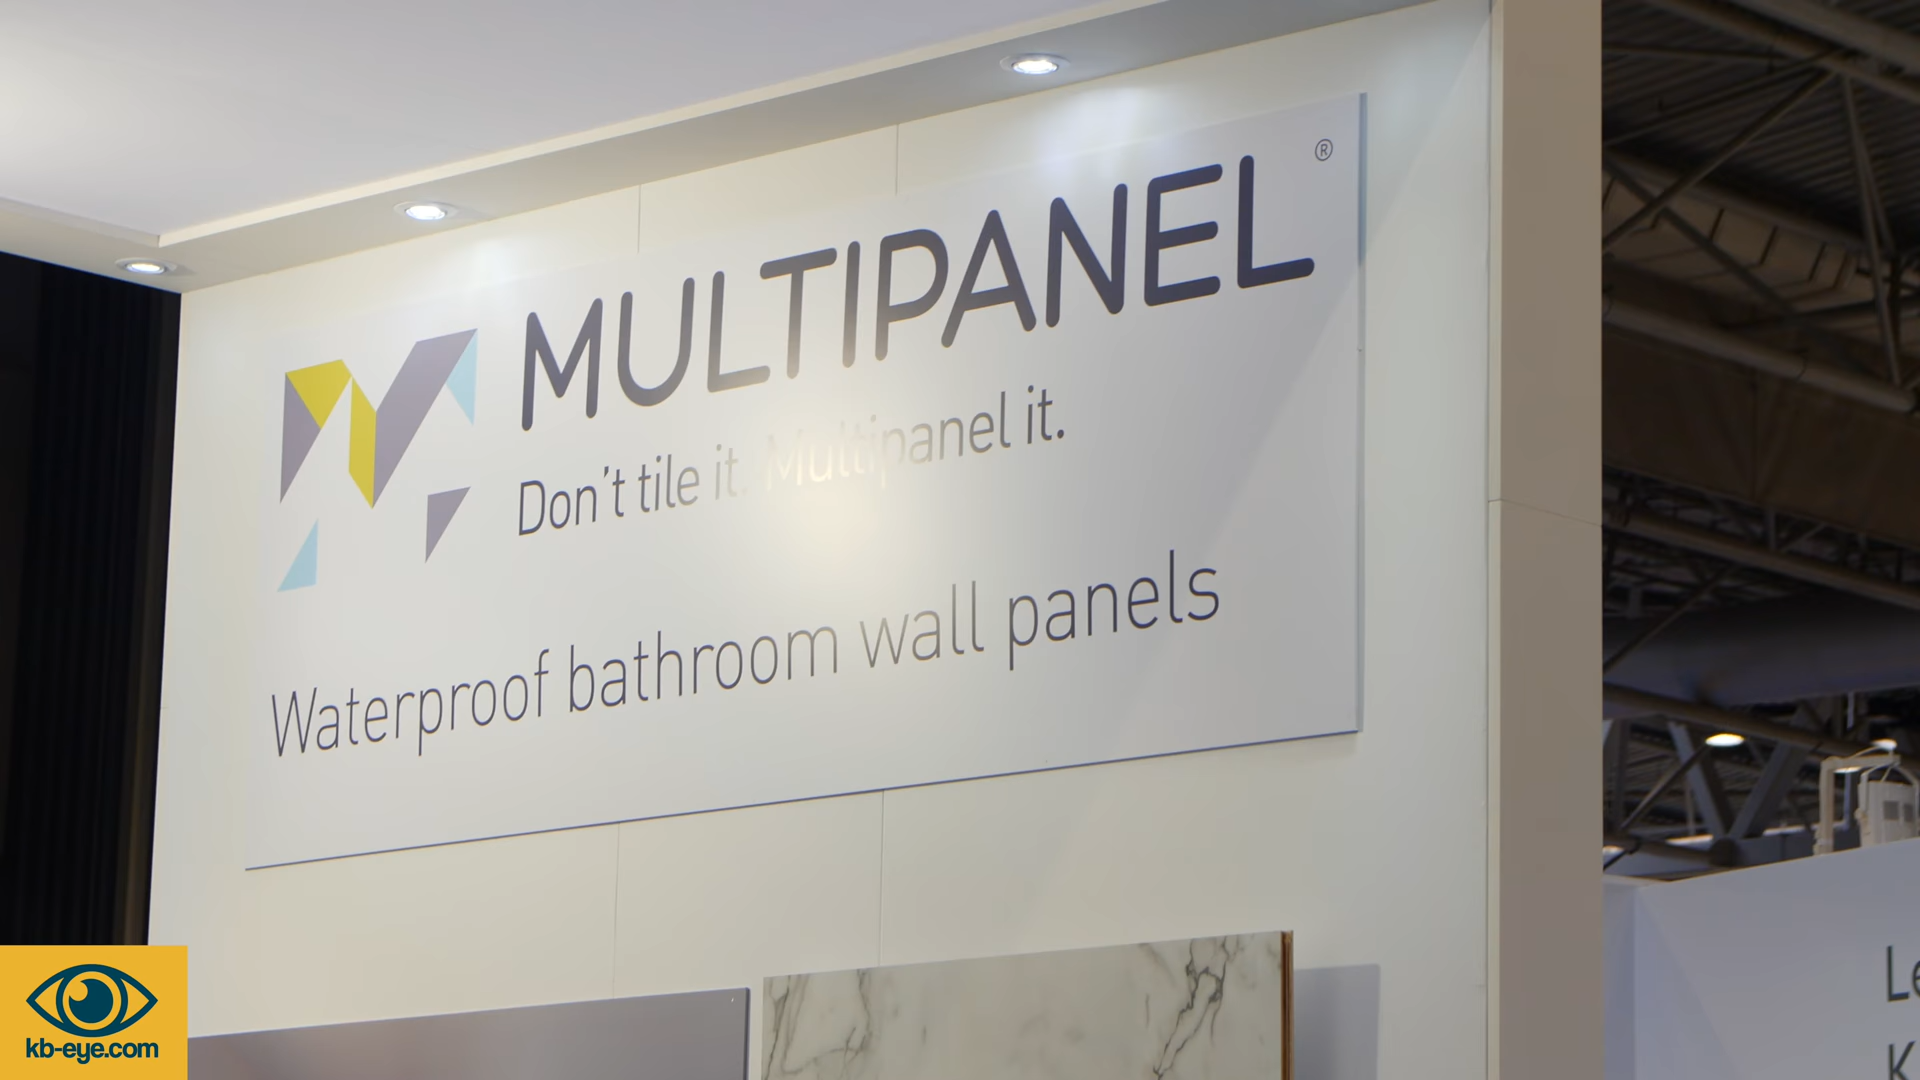 MULTIPANEL®
Don't tile it. Multipanel it.
Waterproof bathroom wall panels
kb-eye.com